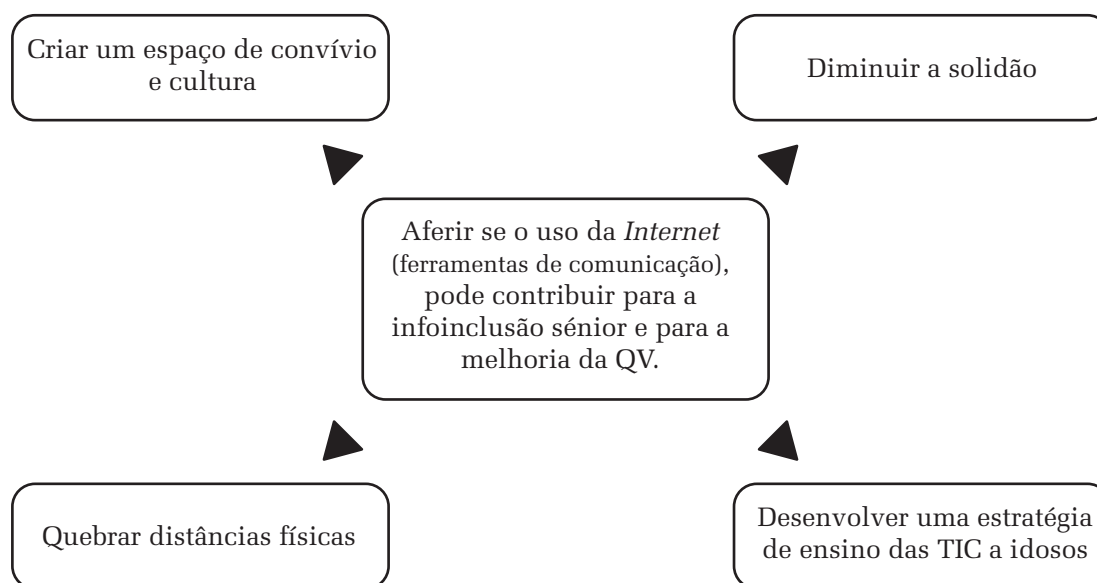 Criar um espaço de convívio
e cultura
Diminuir a solidão
Aferir se o uso da Internet
(ferramentas de comunicação),
pode contribuir para a
infoinclusão sénior e para a
melhoria da QV.
Quebrar distâncias físicas
Desenvolver uma estratégia
de ensino das TIC a idosos